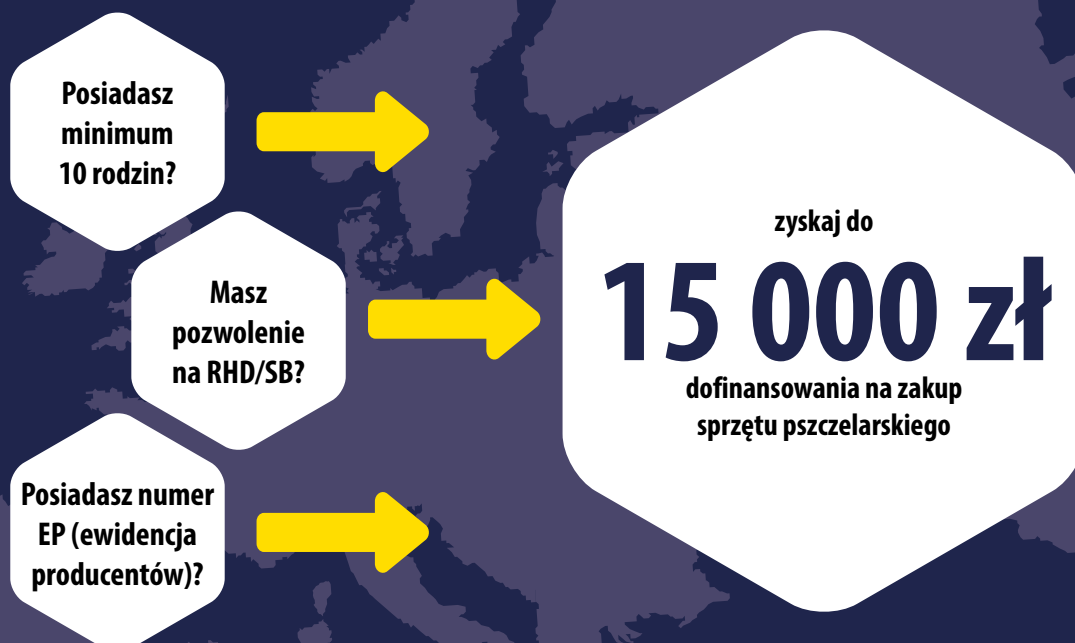 Posiadasz
minimum
10 rodzin?
Masz
pozwolenie
na RHD/SB?
Posiadasz numer
EP (ewidencja
producentów)?
zyskaj do
15 000 zł
dofinansowania na zakup
sprzętu pszczelarskiego